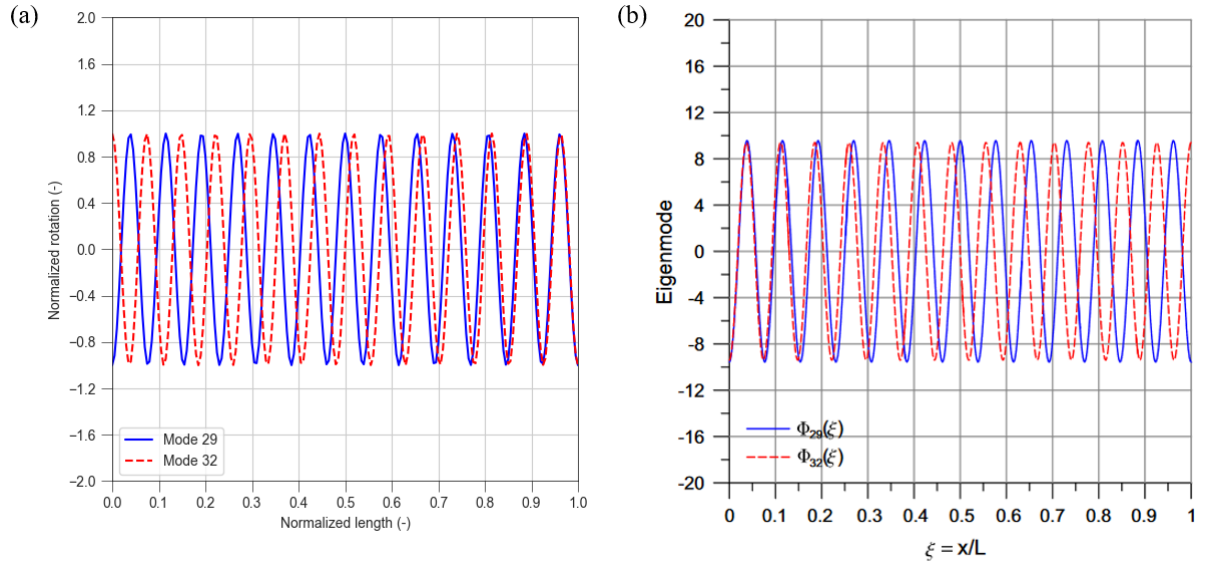 (a)
2.0
1.6
1.2
0.8
0.4
0.0
−0.4
−0.8
−1.2
−1.6
−2.0
Normalized rotation (-)
Mode 29
Mode 32
0.0 0.1 0.2 0.3 0.4 0.5 0.6 0.7 0.8 0.9 1.0
Normalized length (-)
(b)
20
16
12
8
4
0
-4
-8
-12
-16
-20
Eigenmode
Φ29(ξ)
Φ32(ξ)
0 0.1 0.2 0.3 0.4 0.5 0.6 0.7 0.8 0.9 1
ξ = x/L